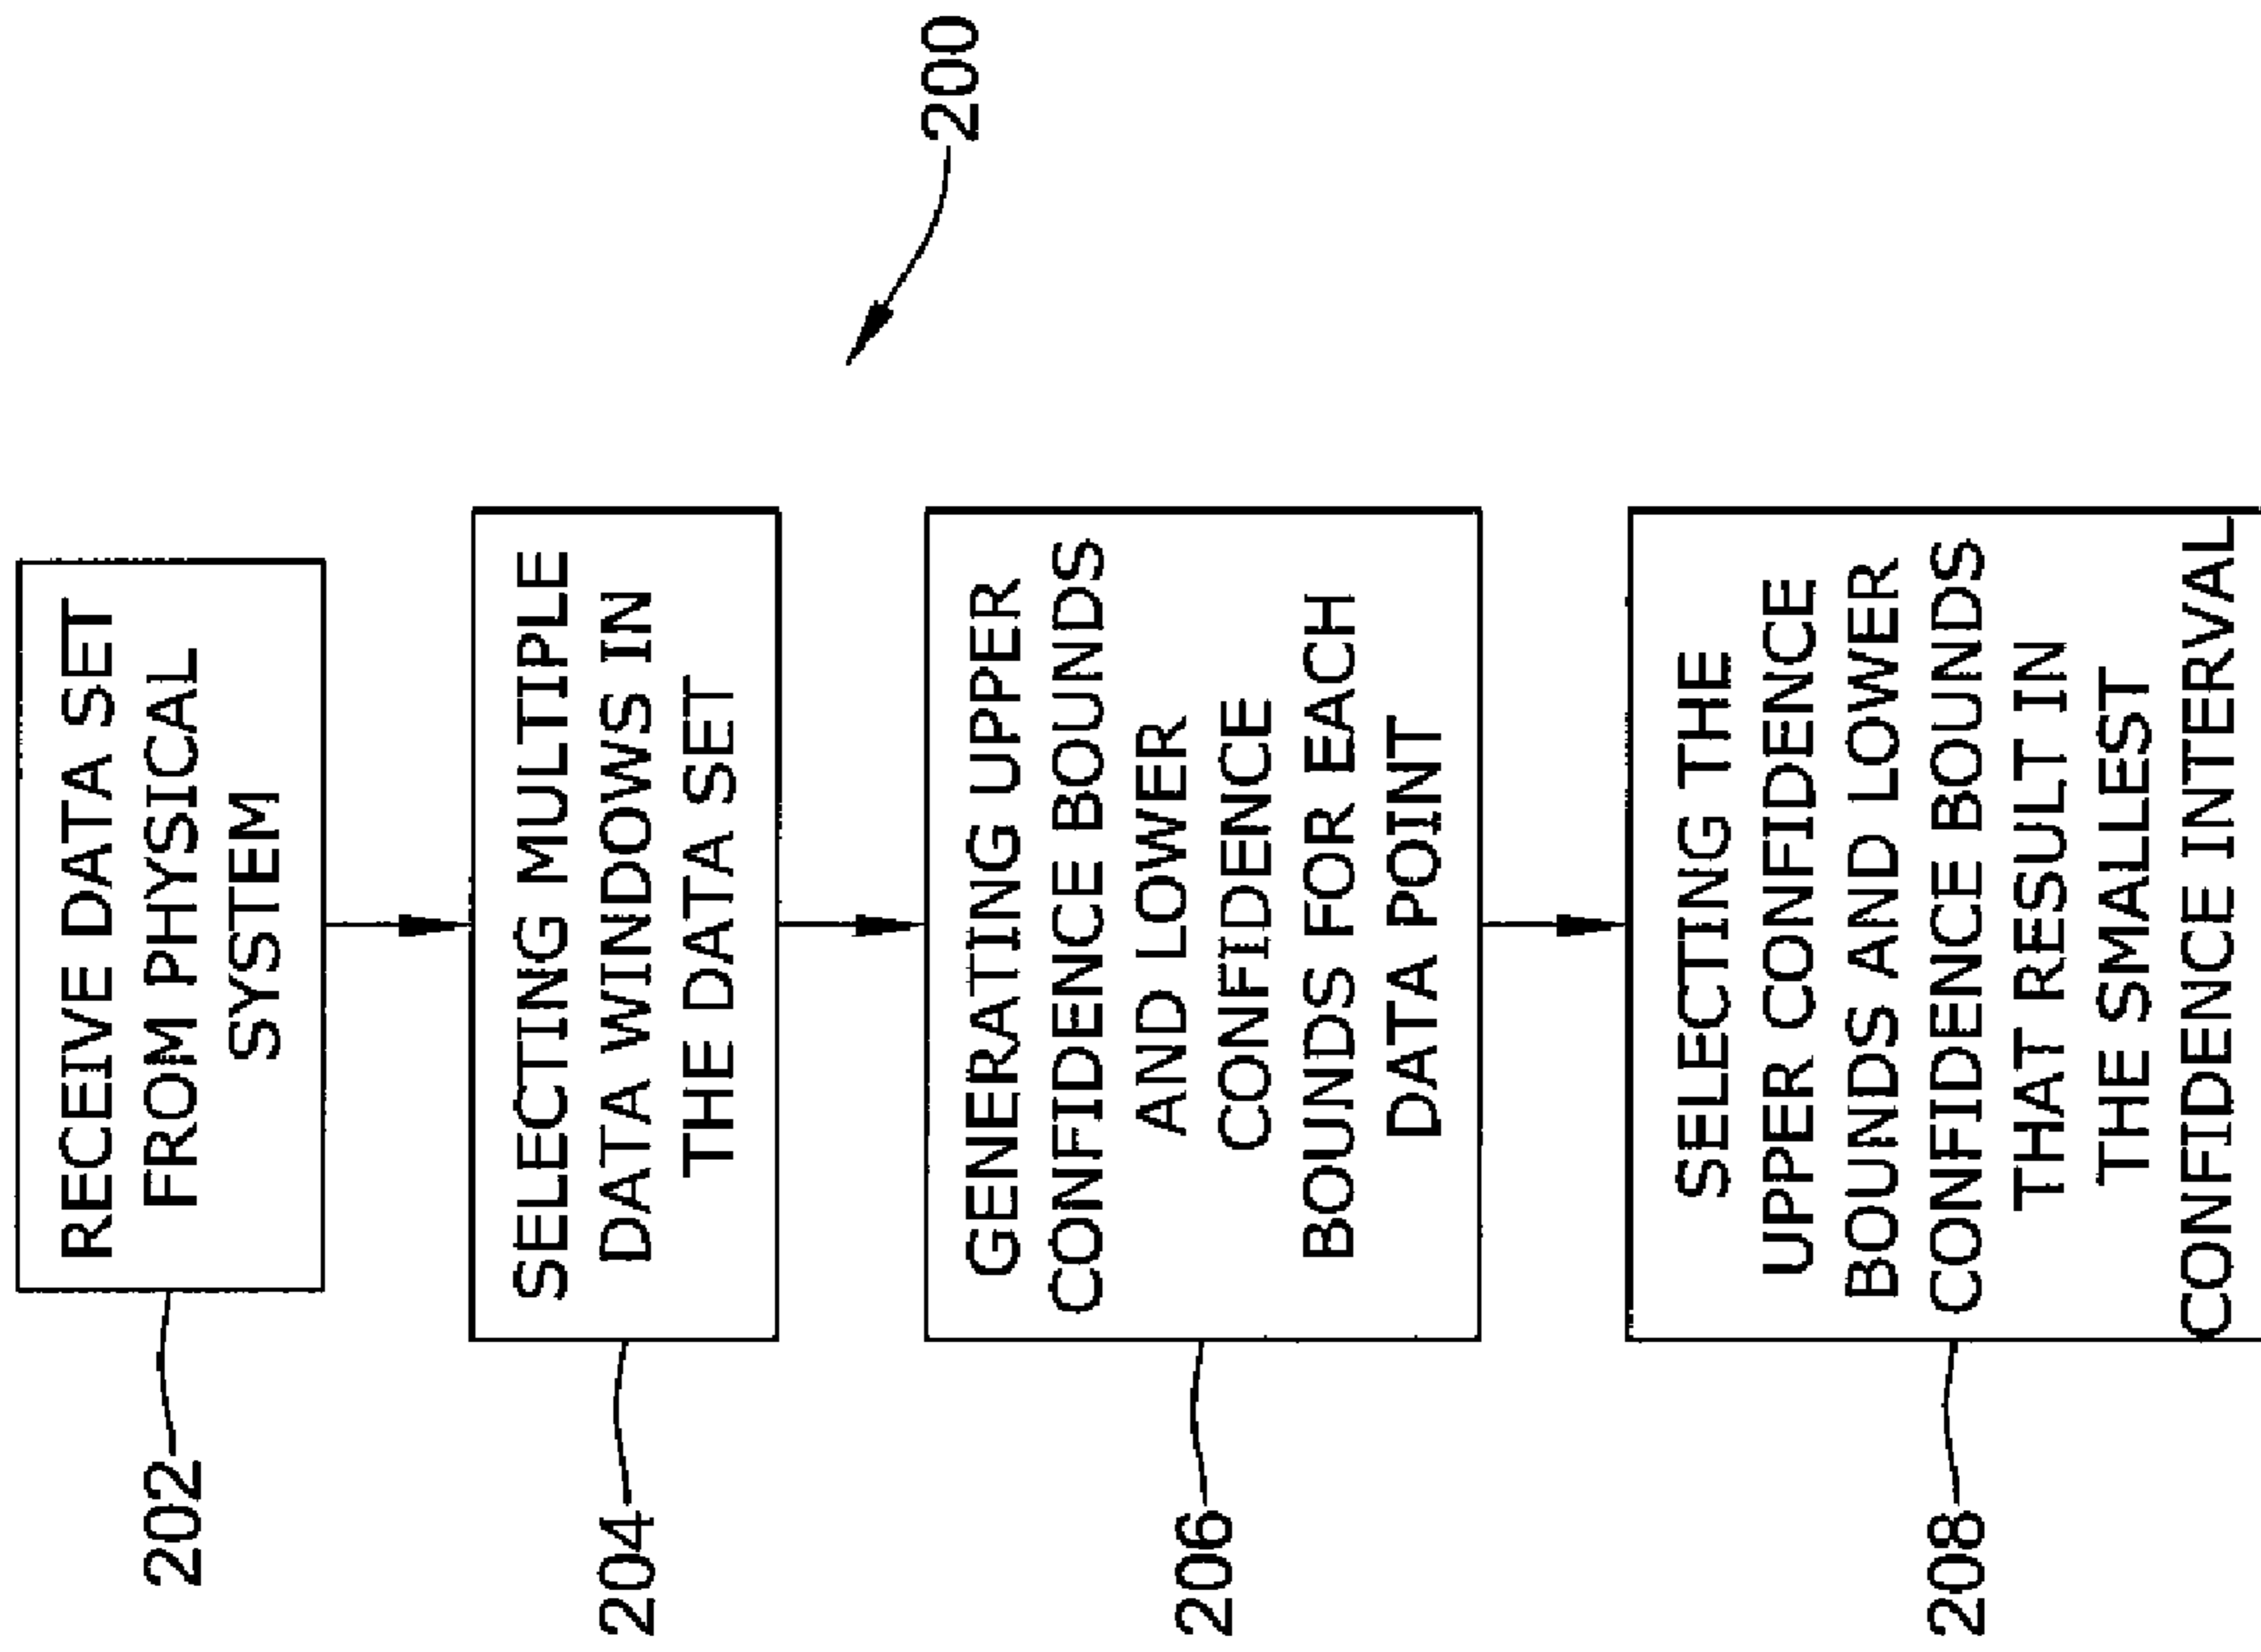 200
202
RECEIVE DATA SET
FROM PHYSICAL
SYSTEM
204
SELECTING MULTIPLE
DATA WINDOWS IN
THE DATA SET
206
GENERATING UPPER
CONFIDENCE BOUNDS
AND LOWER
CONFIDENCE
BOUNDS FOR EACH
DATA POINT
208
SELECTING THE
UPPER CONFIDENCE
BOUNDS AND LOWER
CONFIDENCE BOUNDS
THAT RESULT IN
THE SMALLEST
CONFIDENCE INTERVAL